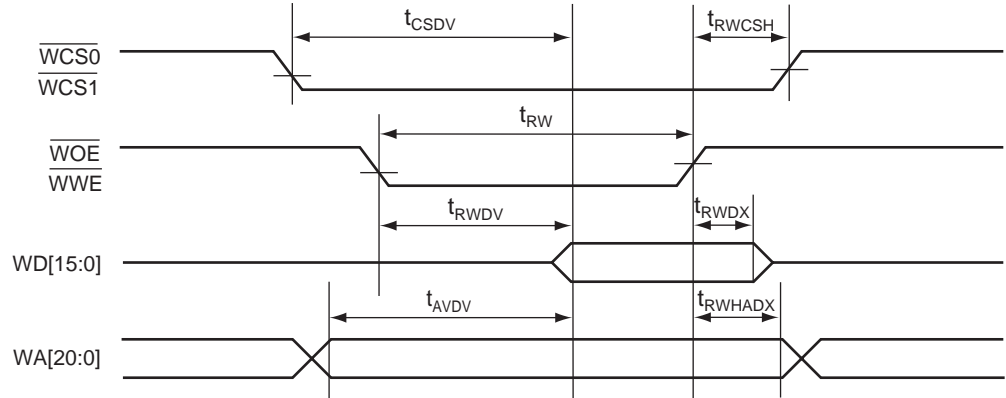 tCSDV
tRWCSH
WCS0
WCS1
tRW
WOE
WWE
tRWDV
tRWDX
WD[15:0]
tAVDV
tRWHADX
WA[20:0]